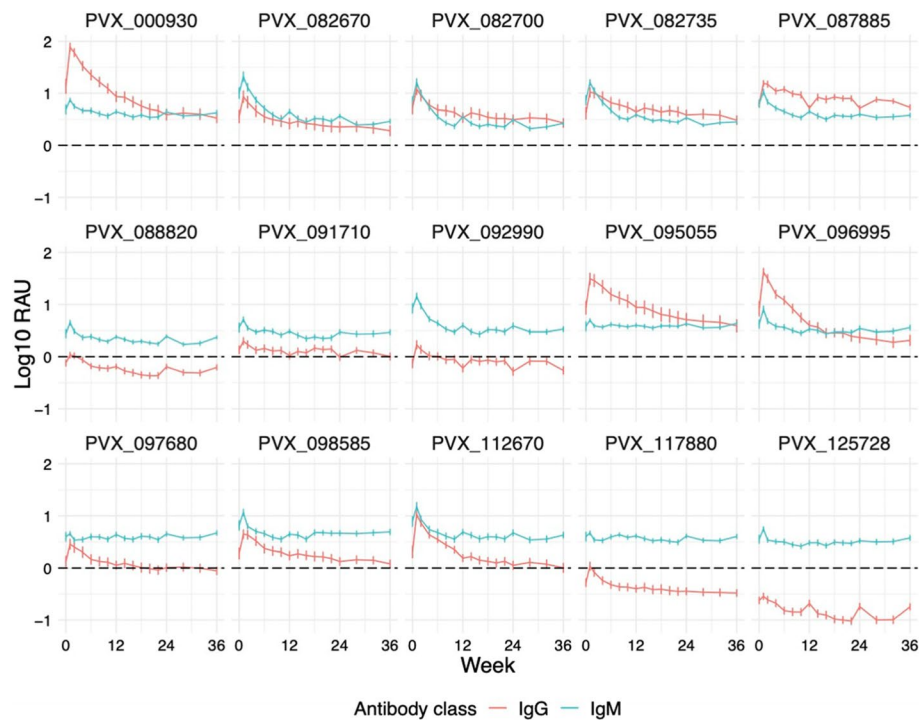 PVX_000930 PVX_082670 PVX_082700 PVX_082735 PVX_087885
2
1
0
−1
PVX_088820 PVX_091710 PVX_092990 PVX_095055 PVX_096995
2
1
0
−1
Log10 RAU
PVX_097680 PVX_098585 PVX_112670 PVX_117880 PVX_125728
2
1
0
−1
0 12 24 36 0 12 24 36 0 12 24 36 0 12 24 36 0 12 24 36
Week
Antibody class IgG IgM